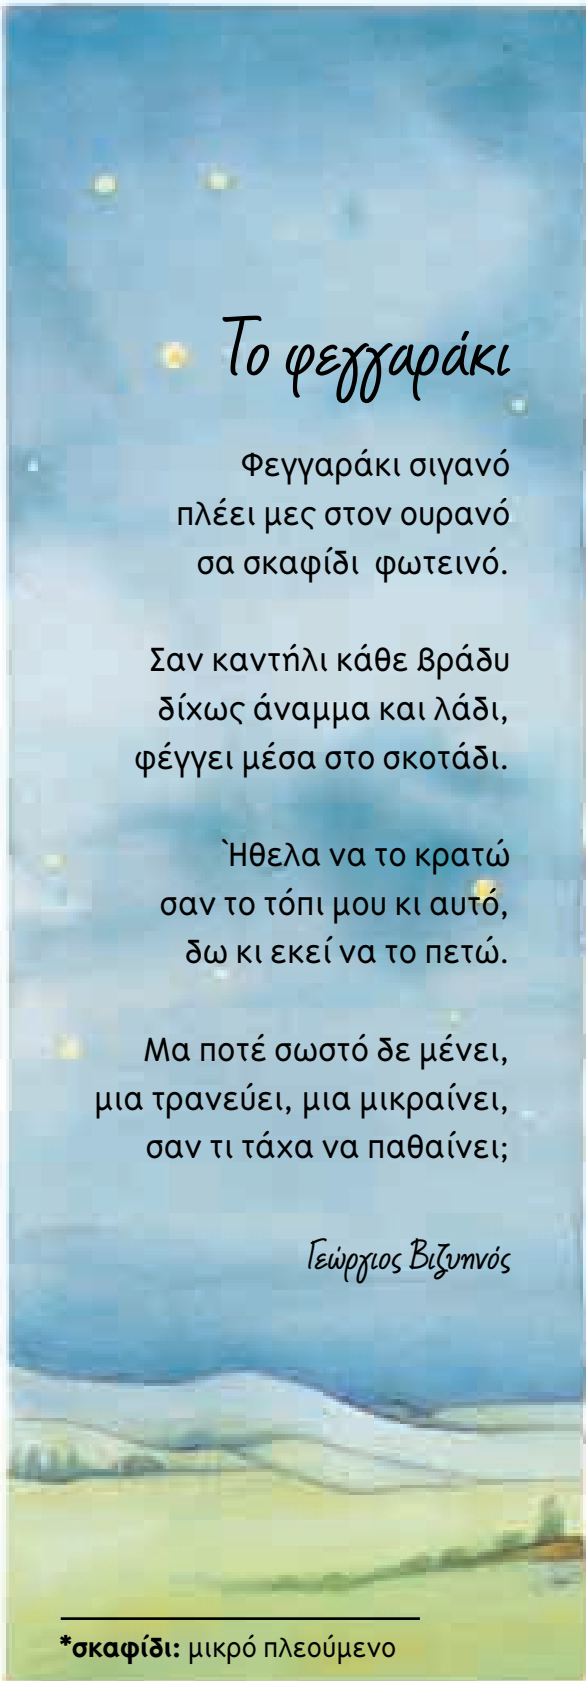 Το φεγγαράκι
Φεγγαράκι σιγανό
πλέει μες στον ουρανό
σα σκαφίδι φωτεινό.
Σαν καντήλι κάθε βράδυ
δίχως άναμμα και λάδι,
φέγγει μέσα στο σκοτάδι.
`Ηθελα να το κρατώ
σαν το τόπι μου κι αυτό,
δω κι εκεί να το πετώ.
Μα ποτέ σωστό δε μένει,
μια τρανεύει, μια μικραίνει,
σαν τι τάχα να παθαίνει;
Γεώργιος Βιζυηνός
*σκαφίδι: μικρό πλεούμενο